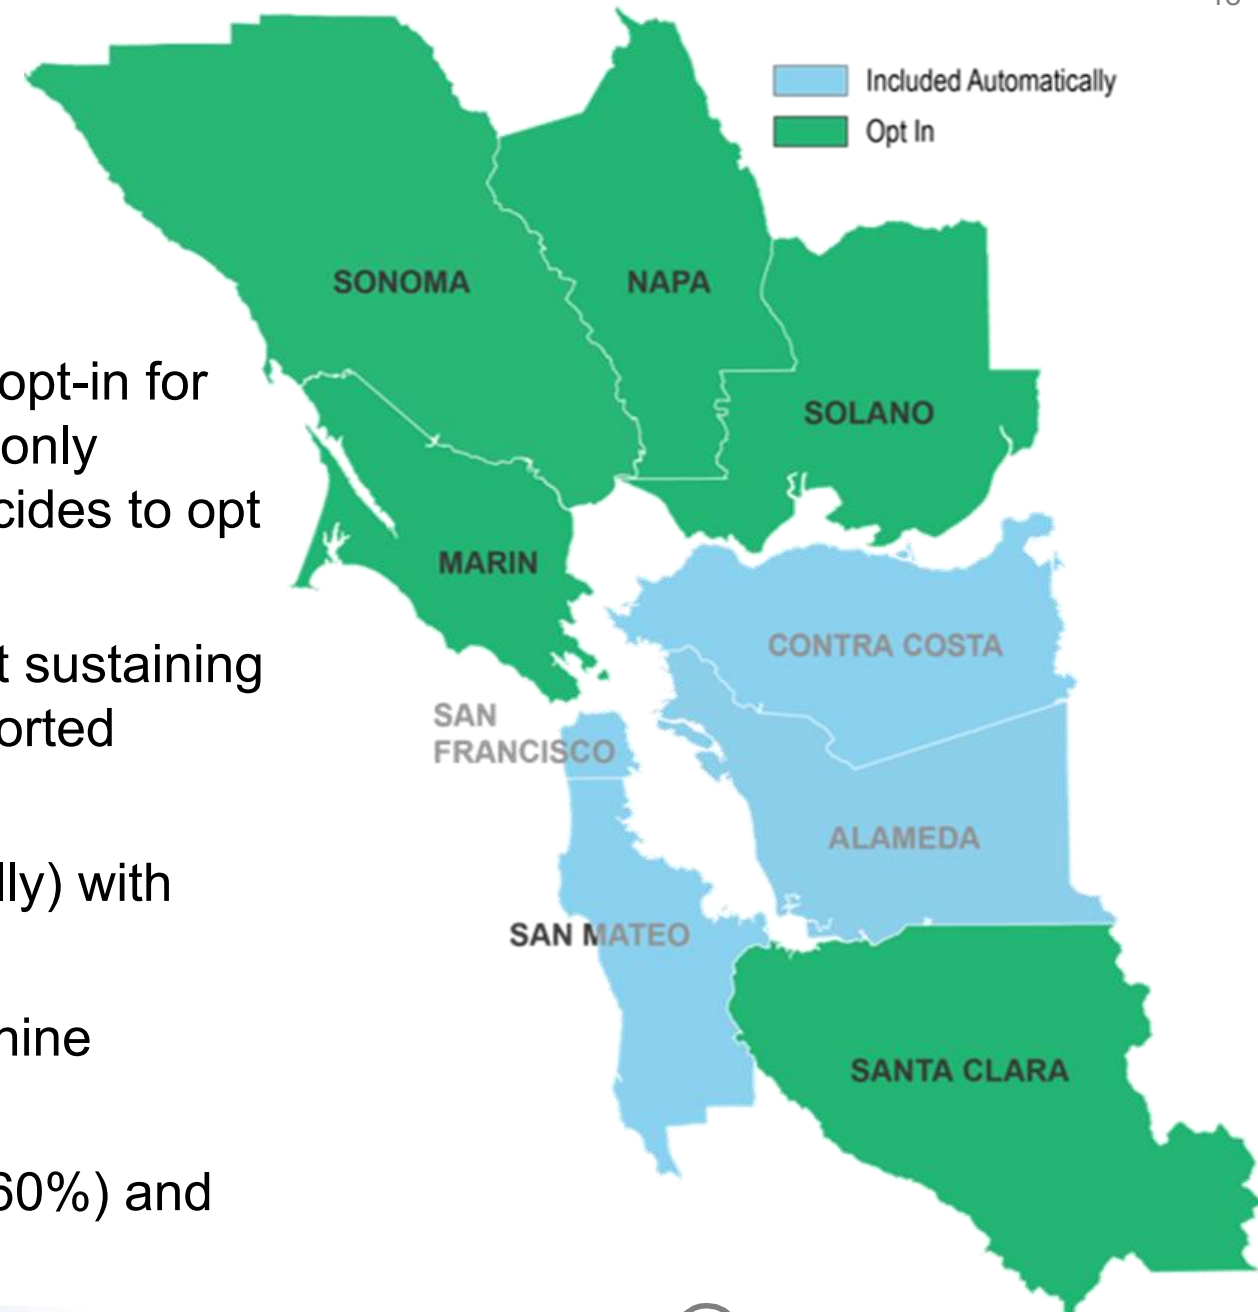 Included Automatically
Opt In
SONOMA
NAPA
SOLANO
MARIN
CONTRA COSTA
SAN
FRANCISCO
ALAMEDA
SAN MATEO
SANTA CLARA
opt-in for
only
cides to opt
t sustaining
orted
lly) with
nine
60%) and